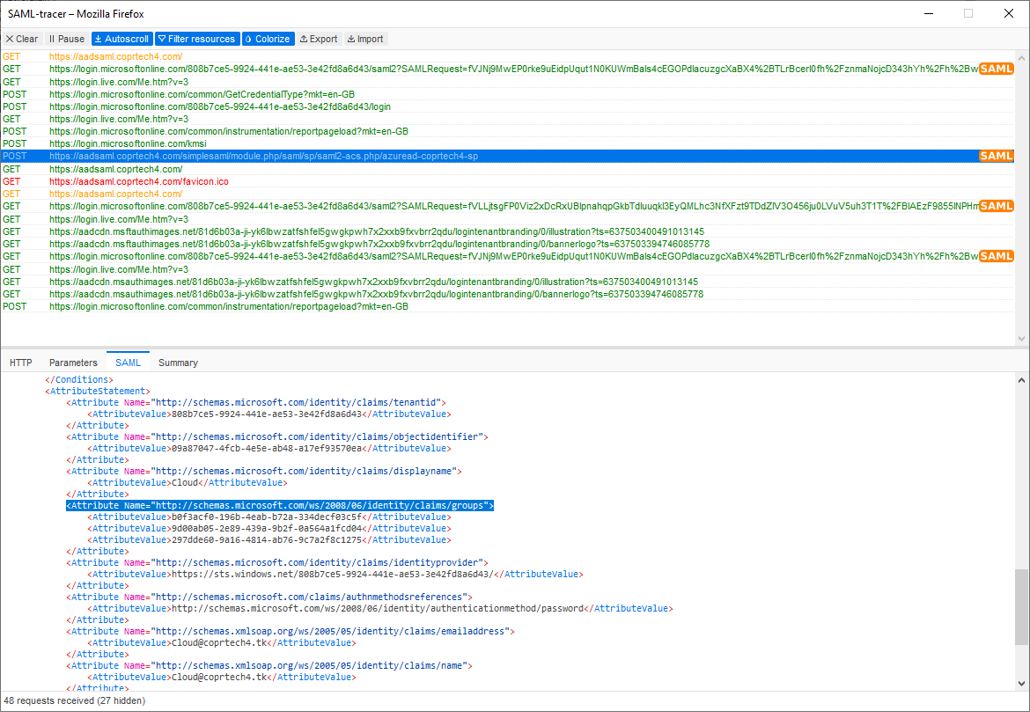 SAML-tracer – Mozilla Firefox
Clear Pause Autoscroll Filter resources Colorize Export Import
GET https://aadsaml.coprtech4.com/
GET https://login.microsoftonline.com/808b7ce5-9924-441e-ae53-3e42fd8a6d43/saml2?SAMLRequest=fVJNj9MwEP0rke9uEidpUqut1N0KUWmBals4cEGOPdlacuzgcXaBX4%2BTLrBcerl0fh%2FznmaNojcD343hYh%2Fh%2Bw SAML
GET https://login.live.com/Me.htm?v=3
POST https://login.microsoftonline.com/common/GetCredentialType?mkt=en-GB
POST https://login.microsoftonline.com/808b7ce5-9924-441e-ae53-3e42fd8a6d43/login
GET https://login.live.com/Me.htm?v=3
POST https://login.microsoftonline.com/common/instrumentation/reportpageload?mkt=en-GB
POST https://login.microsoftonline.com/kmsi
POST https://aadsaml.coprtech4.com/simplesaml/module.php/saml/sp/saml2-acs.php/azuread-coprtech4-sp SAML
GET https://aadsaml.coprtech4.com/
GET https://aadsaml.coprtech4.com/favicon.ico
GET https://aadsaml.coprtech4.com/
GET SAML
GET https://login.live.com/Me.htm?v=3
GET https://aadcdn.msftauthimages.net/81d6b03a-ji-yk6lbwzatfshfel5gwgkpwh7x2xxb9fxvbrr2qdu/logintenantbranding/0/illustration?ts=637503400491013145
GET https://aadcdn.msftauthimages.net/81d6b03a-ji-yk6lbwzatfshfel5gwgkpwh7x2xxb9fxvbrr2qdu/logintenantbranding/0/bannerlogo?ts=637503394746085778
GET https://login.microsoftonline.com/808b7ce5-9924-441e-ae53-3e42fd8a6d43/saml2?SAMLRequest=fVJNj9MwEP0rke9uEidpUqut1N0KUWmBals4cEGOPdlacuzgcXaBX4%2BTLrBcerl0fh%2FznmaNojcD343hYh%2Fh%2Bw SAML
GET https://login.live.com/Me.htm?v=3
GET https://aadcdn.msauthimages.net/81d6b03a-ji-yk6lbwzatfshfel5gwgkpwh7x2xxb9fxvbrr2qdu/logintenantbranding/0/illustration?ts=637503400491013145
GET https://aadcdn.msauthimages.net/81d6b03a-ji-yk6lbwzatfshfel5gwgkpwh7x2xxb9fxvbrr2qdu/logintenantbranding/0/bannerlogo?ts=637503394746085778
POST https://login.microsoftonline.com/common/instrumentation/reportpageload?mkt=en-GB
HTTP Parameters SAML Summary
</Conditions>
<AttributeStatement>
<Attribute Name="http://schemas.microsoft.com/identity/claims/tenantid">
<AttributeValue>808b7ce5-9924-441e-ae53-3e42fd8a6d43</AttributeValue>
</Attribute>
<Attribute Name="http://schemas.microsoft.com/identity/claims/objectidentifier">
<AttributeValue>09a87047-4fcb-4e5e-ab48-a17ef93570ea</AttributeValue>
</Attribute>
<Attribute Name="http://schemas.microsoft.com/identity/claims/displayname">
<AttributeValue>Cloud</AttributeValue>
</Attribute>
<Attribute Name="http://schemas.microsoft.com/ws/2008/06/identity/claims/groups">
<AttributeValue>b0f3acf0-196b-4eab-b72a-334decf03c5f</AttributeValue>
<AttributeValue>9d00ab05-2e89-439a-9b2f-0a564a1fcd04</AttributeValue>
<AttributeValue>297dde60-9a16-4814-ab76-9c7a2f8c1275</AttributeValue>
</Attribute>
<Attribute Name="http://schemas.microsoft.com/identity/claims/identityprovider">
<AttributeValue>https://sts.windows.net/808b7ce5-9924-441e-ae53-3e42fd8a6d43/</AttributeValue>
</Attribute>
<Attribute Name="http://schemas.microsoft.com/claims/authnmethodsreferences">
<AttributeValue>http://schemas.microsoft.com/ws/2008/06/identity/authenticationmethod/password</AttributeValue>
</Attribute>
<Attribute Name="http://schemas.xmlsoap.org/ws/2005/05/identity/claims/emailaddress">
<AttributeValue>Cloud@coprtech4.tk</AttributeValue>
</Attribute>
<Attribute Name="http://schemas.xmlsoap.org/ws/2005/05/identity/claims/name">
<AttributeValue>Cloud@coprtech4.tk</AttributeValue>
</Attribute>
48 requests received (27 hidden)